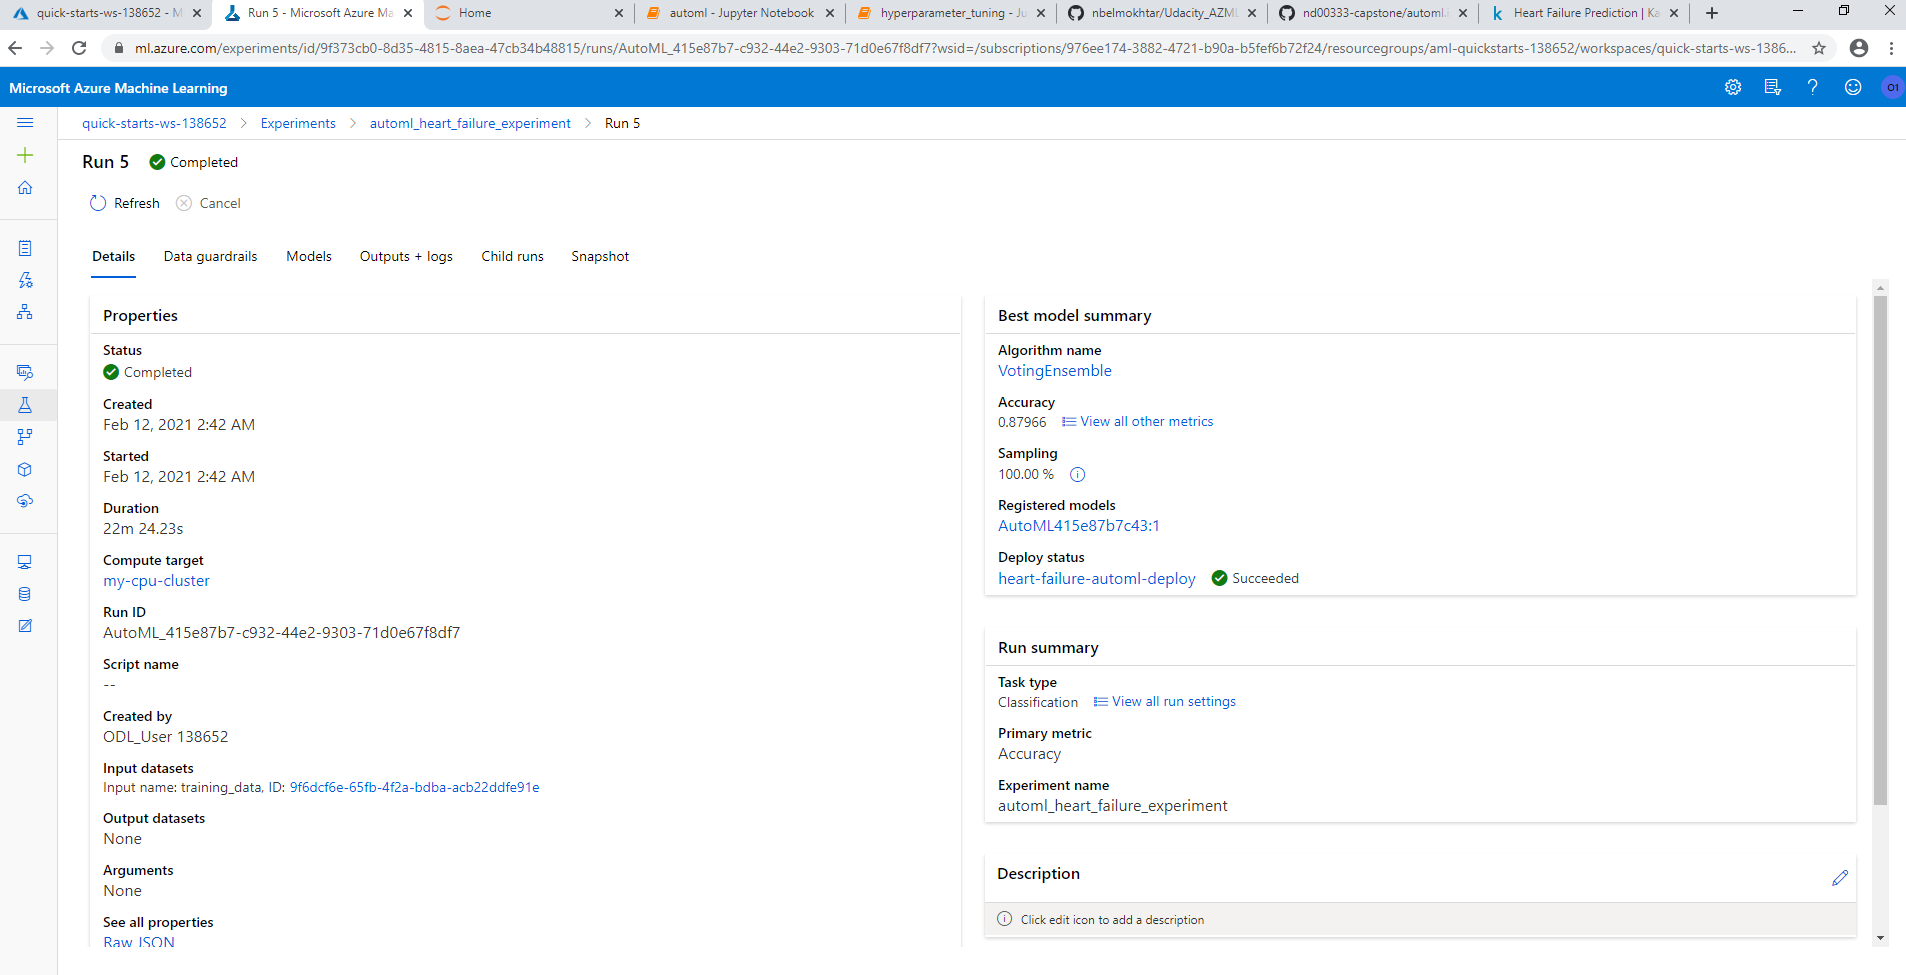 quick-starts-ws-138652 - M
Run 5 - Microsoft Azure Ma
Home
automl - Jupyter Notebook
hyperparameter_tuning - Ju
nbelmokhtar/Udacity_AZML
nd00333-capstone/automl.i
Heart Failure Prediction | Ka
ml.azure.com/experiments/id/9f373cb0-8d35-4815-8aea-47cb34b48815/runs/AutoML_415e87b7-c932-44e2-9303-71d0e67f8df7?wsid=/subscriptions/976ee174-3882-4721-b90a-b5fef6b72f24/resourcegroups/aml-quickstarts-138652/workspaces/quick-starts-ws-1386...
Microsoft Azure Machine Learning
O1
quick-starts-ws-138652 > Experiments > automl_heart_failure_experiment > Run 5
Run 5 Completed
Refresh Cancel
Details Data guardrails Models Outputs + logs Child runs Snapshot
Properties
Status
Completed
Created
Feb 12, 2021 2:42 AM
Started
Feb 12, 2021 2:42 AM
Duration
22m 24.23s
Compute target
my-cpu-cluster
Run ID
AutoML_415e87b7-c932-44e2-9303-71d0e67f8df7
Script name
--
Created by
ODL_User 138652
Input datasets
Input name: training_data, ID: 9f6dcf6e-65fb-4f2a-bdba-acb22ddfe91e
Output datasets
None
Arguments
None
See all properties
Raw JSON
Best model summary
Algorithm name
VotingEnsemble
Accuracy
0.87966 View all other metrics
Sampling
100.00 %
Registered models
AutoML415e87b7c43:1
Deploy status
heart-failure-automl-deploy Succeeded
Run summary
Task type
Classification View all run settings
Primary metric
Accuracy
Experiment name
automl_heart_failure_experiment
Description
Click edit icon to add a description